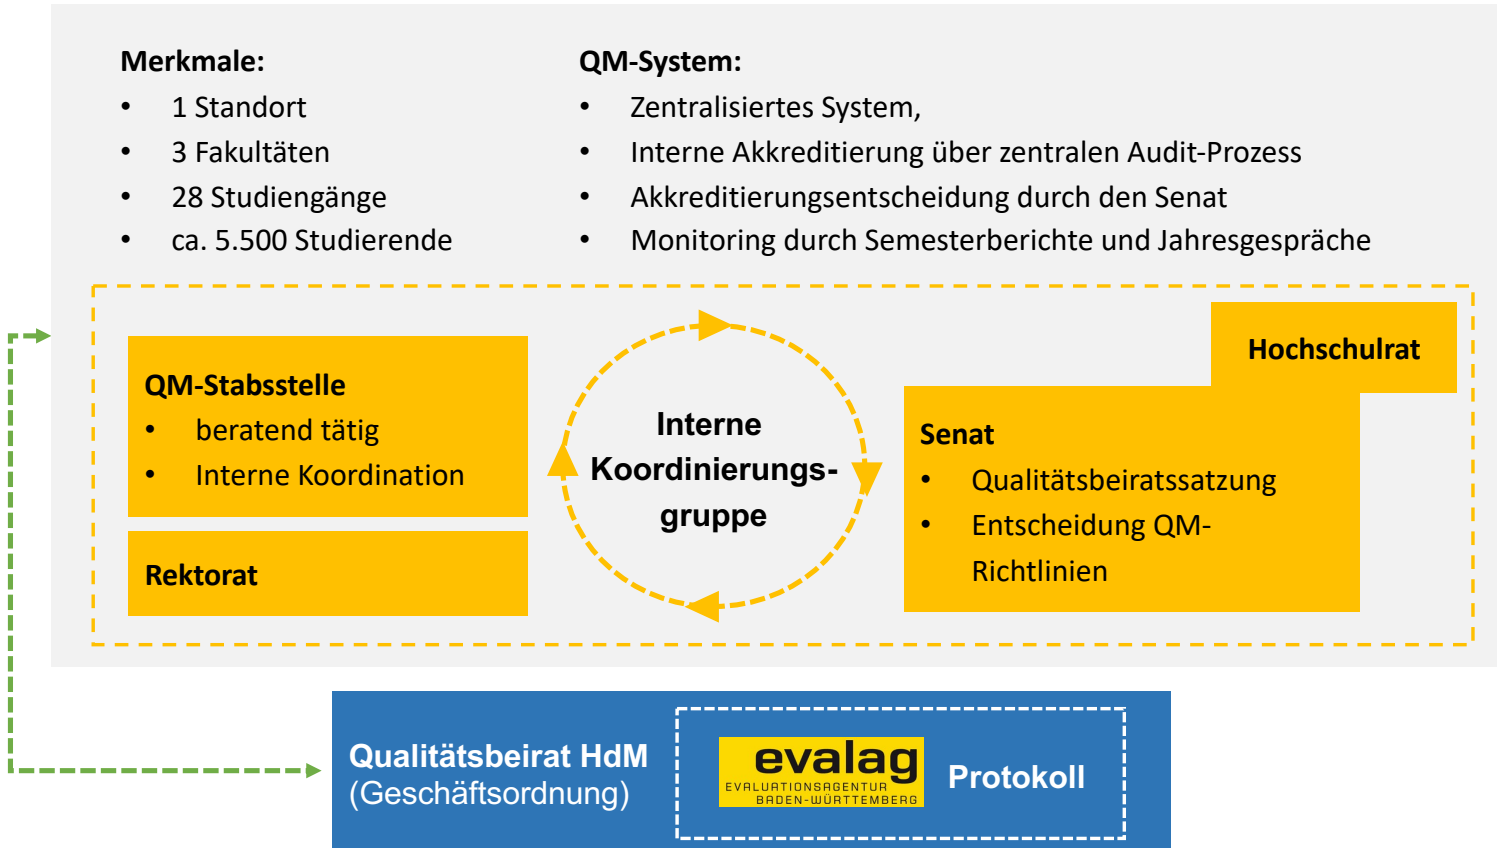 Merkmale:
• 1 Standort
• 3 Fakultäten
• 28 Studiengänge
• ca. 5.500 Studierende
QM-System:
• Zentralisiertes System,
• Interne Akkreditierung über zentralen Audit-Prozess
• Akkreditierungsentscheidung durch den Senat
• Monitoring durch Semesterberichte und Jahresgespräche
QM-Stabsstelle
• beratend tätig
• Interne Koordination
Rektorat
Interne
Koordinierungs-
gruppe
Hochschulrat
Senat
• Qualitätsbeiratssatzung
• Entscheidung QM-
Richtlinien
Qualitätsbeirat HdM
(Geschäftsordnung)
evalag
EVALUATIONSAGENTUR
BADEN-WÜRTTEMBERG
Protokoll